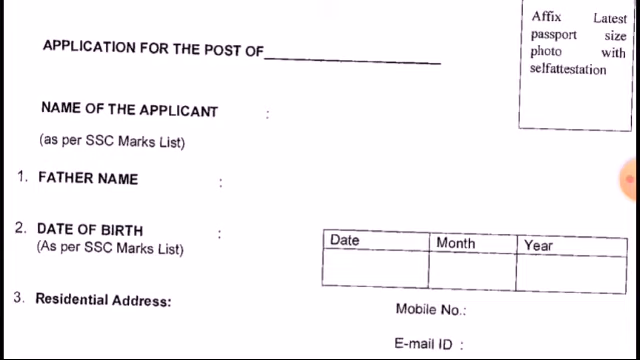 Affix Latest
passport size
photo with
selfattestation
APPLICATION FOR THE POST OF
NAME OF THE APPLICANT :
(as per SSC Marks List)
1. FATHER NAME :
2. DATE OF BIRTH :
(As per SSC Marks List)
Date Month Year
3. Residential Address:
Mobile No.:
E-mail ID :